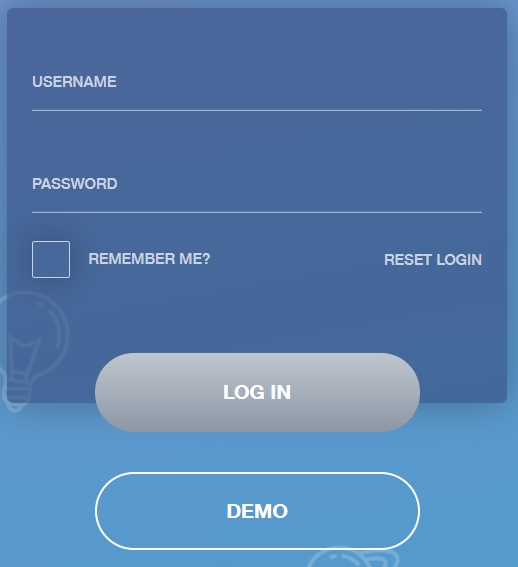 USERNAME
PASSWORD
REMEMBER ME? RESET LOGIN
LOG IN
DEMO